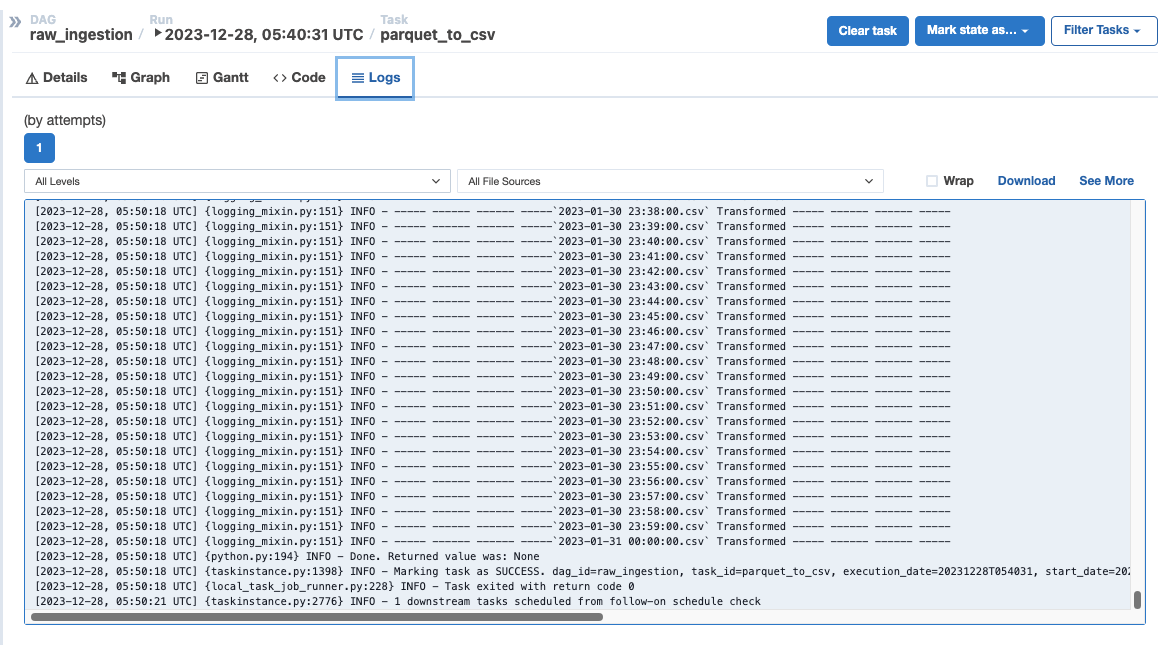 DAG Run Task
raw_ingestion / 2023-12-28, 05:40:31 UTC / parquet_to_csv
Clear task Mark state as... Filter Tasks
Details Graph Gantt <> Code Logs
(by attempts)
1
All Levels All File Sources Wrap Download See More
[2023-12-28, 05:50:18 UTC] {logging_mixin.py:151} INFO - ----- ------ ------ -----`2023-01-30 23:38:00.csv` Transformed ----- ------ ------ -----
[2023-12-28, 05:50:18 UTC] {logging_mixin.py:151} INFO - ----- ------ ------ -----`2023-01-30 23:39:00.csv` Transformed ----- ------ ------ -----
[2023-12-28, 05:50:18 UTC] {logging_mixin.py:151} INFO - ----- ------ ------ -----`2023-01-30 23:40:00.csv` Transformed ----- ------ ------ -----
[2023-12-28, 05:50:18 UTC] {logging_mixin.py:151} INFO - ----- ------ ------ -----`2023-01-30 23:41:00.csv` Transformed ----- ------ ------ -----
[2023-12-28, 05:50:18 UTC] {logging_mixin.py:151} INFO - ----- ------ ------ -----`2023-01-30 23:42:00.csv` Transformed ----- ------ ------ -----
[2023-12-28, 05:50:18 UTC] {logging_mixin.py:151} INFO - ----- ------ ------ -----`2023-01-30 23:43:00.csv` Transformed ----- ------ ------ -----
[2023-12-28, 05:50:18 UTC] {logging_mixin.py:151} INFO - ----- ------ ------ -----`2023-01-30 23:44:00.csv` Transformed ----- ------ ------ -----
[2023-12-28, 05:50:18 UTC] {logging_mixin.py:151} INFO - ----- ------ ------ -----`2023-01-30 23:45:00.csv` Transformed ----- ------ ------ -----
[2023-12-28, 05:50:18 UTC] {logging_mixin.py:151} INFO - ----- ------ ------ -----`2023-01-30 23:46:00.csv` Transformed ----- ------ ------ -----
[2023-12-28, 05:50:18 UTC] {logging_mixin.py:151} INFO - ----- ------ ------ -----`2023-01-30 23:47:00.csv` Transformed ----- ------ ------ -----
[2023-12-28, 05:50:18 UTC] {logging_mixin.py:151} INFO - ----- ------ ------ -----`2023-01-30 23:48:00.csv` Transformed ----- ------ ------ -----
[2023-12-28, 05:50:18 UTC] {logging_mixin.py:151} INFO - ----- ------ ------ -----`2023-01-30 23:49:00.csv` Transformed ----- ------ ------ -----
[2023-12-28, 05:50:18 UTC] {logging_mixin.py:151} INFO - ----- ------ ------ -----`2023-01-30 23:50:00.csv` Transformed ----- ------ ------ -----
[2023-12-28, 05:50:18 UTC] {logging_mixin.py:151} INFO - ----- ------ ------ -----`2023-01-30 23:51:00.csv` Transformed ----- ------ ------ -----
[2023-12-28, 05:50:18 UTC] {logging_mixin.py:151} INFO - ----- ------ ------ -----`2023-01-30 23:52:00.csv` Transformed ----- ------ ------ -----
[2023-12-28, 05:50:18 UTC] {logging_mixin.py:151} INFO - ----- ------ ------ -----`2023-01-30 23:53:00.csv` Transformed ----- ------ ------ -----
[2023-12-28, 05:50:18 UTC] {logging_mixin.py:151} INFO - ----- ------ ------ -----`2023-01-30 23:54:00.csv` Transformed ----- ------ ------ -----
[2023-12-28, 05:50:18 UTC] {logging_mixin.py:151} INFO - ----- ------ ------ -----`2023-01-30 23:55:00.csv` Transformed ----- ------ ------ -----
[2023-12-28, 05:50:18 UTC] {logging_mixin.py:151} INFO - ----- ------ ------ -----`2023-01-30 23:56:00.csv` Transformed ----- ------ ------ -----
[2023-12-28, 05:50:18 UTC] {logging_mixin.py:151} INFO - ----- ------ ------ -----`2023-01-30 23:57:00.csv` Transformed ----- ------ ------ -----
[2023-12-28, 05:50:18 UTC] {logging_mixin.py:151} INFO - ----- ------ ------ -----`2023-01-30 23:58:00.csv` Transformed ----- ------ ------ -----
[2023-12-28, 05:50:18 UTC] {logging_mixin.py:151} INFO - ----- ------ ------ -----`2023-01-30 23:59:00.csv` Transformed ----- ------ ------ -----
[2023-12-28, 05:50:18 UTC] {logging_mixin.py:151} INFO - ----- ------ ------ -----`2023-01-31 00:00:00.csv` Transformed ----- ------ ------ -----
[2023-12-28, 05:50:18 UTC] {python.py:194} INFO - Done. Returned value was: None
[2023-12-28, 05:50:18 UTC] {taskinstance.py:1398} INFO - Marking task as SUCCESS. dag_id=raw_ingestion, task_id=parquet_to_csv, execution_date=20231228T054031, start_date=202
[2023-12-28, 05:50:18 UTC] {local_task_job_runner.py:228} INFO - Task exited with return code 0
[2023-12-28, 05:50:21 UTC] {taskinstance.py:2776} INFO - 1 downstream tasks scheduled from follow-on schedule check